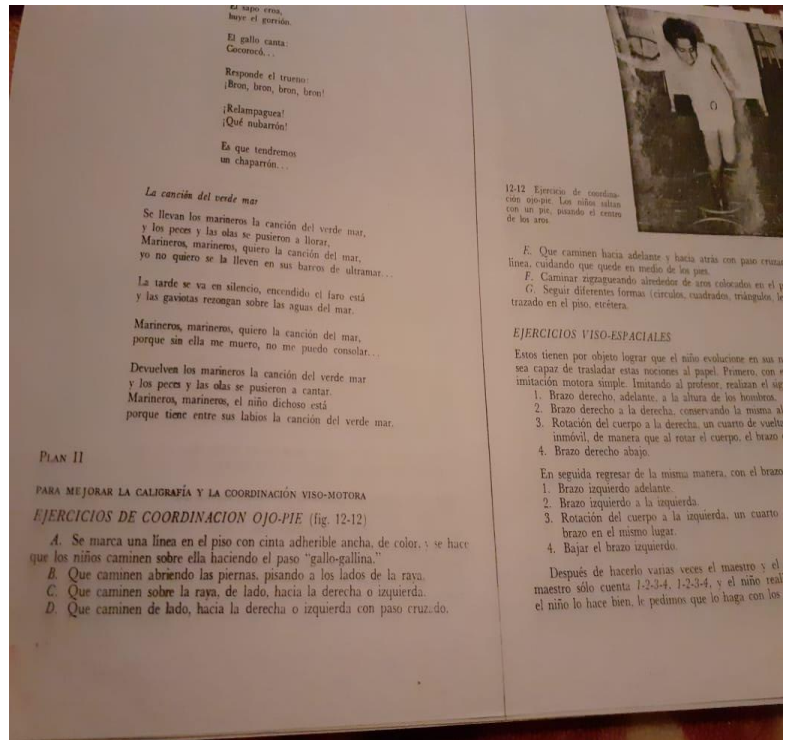 El sapo croa,
huye el gorrión.
El gallo canta:
Cocorocó. . .
Responde el trueno:
¡Bron, bron, bron, bron!
¡Relampaguea!
¡Qué nubarrón!
Es que tendremos
un chaparrón. . .
La canción del verde mar
Se llevan los marineros la canción del verde mar,
y los peces y las olas se pusieron a llorar,
Marineros, marineros, quiero la canción del mar,
yo no quiero se la lleven en sus barcos de ultramar. . .
La tarde se va en silencio, encendido el faro está
y las gaviotas rezongan sobre las aguas del mar.
Marineros, marineros, quiero la canción del mar,
porque sin ella me muero, no me puedo consolar. . .
Devuelven los marineros la canción del verde mar
y los peces y las olas se pusieron a cantar.
Marineros, marineros, el niño dichoso está
porque tiene entre sus labios la canción del verde mar.
PLAN II
PARA MEJORAR LA CALIGRAFÍA Y LA COORDINACIÓN VISO-MOTORA
EJERCICIOS DE COORDINACION OJO-PIE (fig. 12-12)
A. Se marca una línea en el piso con cinta adherible ancha, de color, y se hace
que los niños caminen sobre ella haciendo el paso "gallo-gallina."
B. Que caminen abriendo las piernas, pisando a los lados de la raya.
C. Que caminen sobre la raya, de lado, hacia la derecha o izquierda.
D. Que caminen de lado, hacia la derecha o izquierda con paso cruzado.
12-12 Ejercicio de coordina-
ción ojo-pie. Los niños saltan
con un pie, pisando el centro
de los aros.
E. Que caminen hacia adelante y hacia atrás con paso
línea, cuidando que quede en medio de los pies.
F. Caminar zigzagueando alrededor de aros colocados en el
G. Seguir diferentes formas (círculos, cuadrados, triángulos,
trazado en el piso, etcétera.
EJERCICIOS VISO-ESPACIALES
Estos tienen por objeto lograr que el niño evolucione en sus
sea capaz de trasladar estas nociones al papel. Primero, con
imitación motora simple. Imitando al profesor, realizan el
1. Brazo derecho, adelante, a la altura de los hombros.
2. Brazo derecho a la derecha, conservando la misma
3. Rotación del cuerpo a la derecha, un cuarto de vuelta
inmóvil, de manera que al rotar el cuerpo, el brazo
4. Brazo derecho abajo.
En seguida regresar de la misma manera, con el brazo
1. Brazo izquierdo adelante.
2. Brazo izquierdo a la izquierda.
3. Rotación del cuerpo a la izquierda, un cuarto
brazo en el mismo lugar.
4. Bajar el brazo izquierdo.
Después de hacerlo varias veces el maestro y el
maestro sólo cuenta 1-2-3-4, 1-2-3-4, y el niño
el niño lo hace bien, le pedimos que lo haga con los